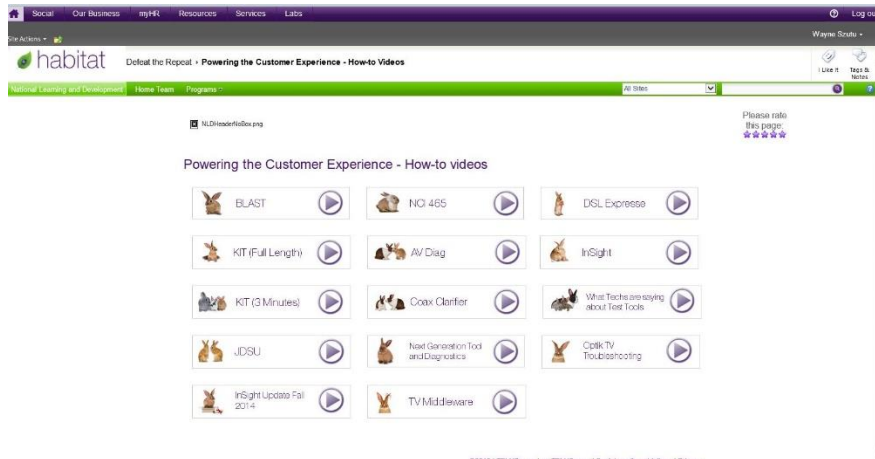 Social Our Business myHR Resources Services Labs Log ou
Site Actions
Wayne Szutu
habitat
Defeat the Repeat › Powering the Customer Experience - How-to Videos
I Like It
Tags & Notes
National Learning and Development Home Team Programs
All Sites
NLDHeaderNoBox.png
Please rate
this page:
Powering the Customer Experience - How-to videos
BLAST
NCI 465
DSL Expresse
KIT (Full Length)
AV Diag
InSight
KIT (3 Minutes)
Coax Clarifier
What Techs are saying
about Test Tools
JDSU
Next Generation Tool
and Diagnostics
Optik TV
Troubleshooting
InSight Update Fall
2014
TV Middleware